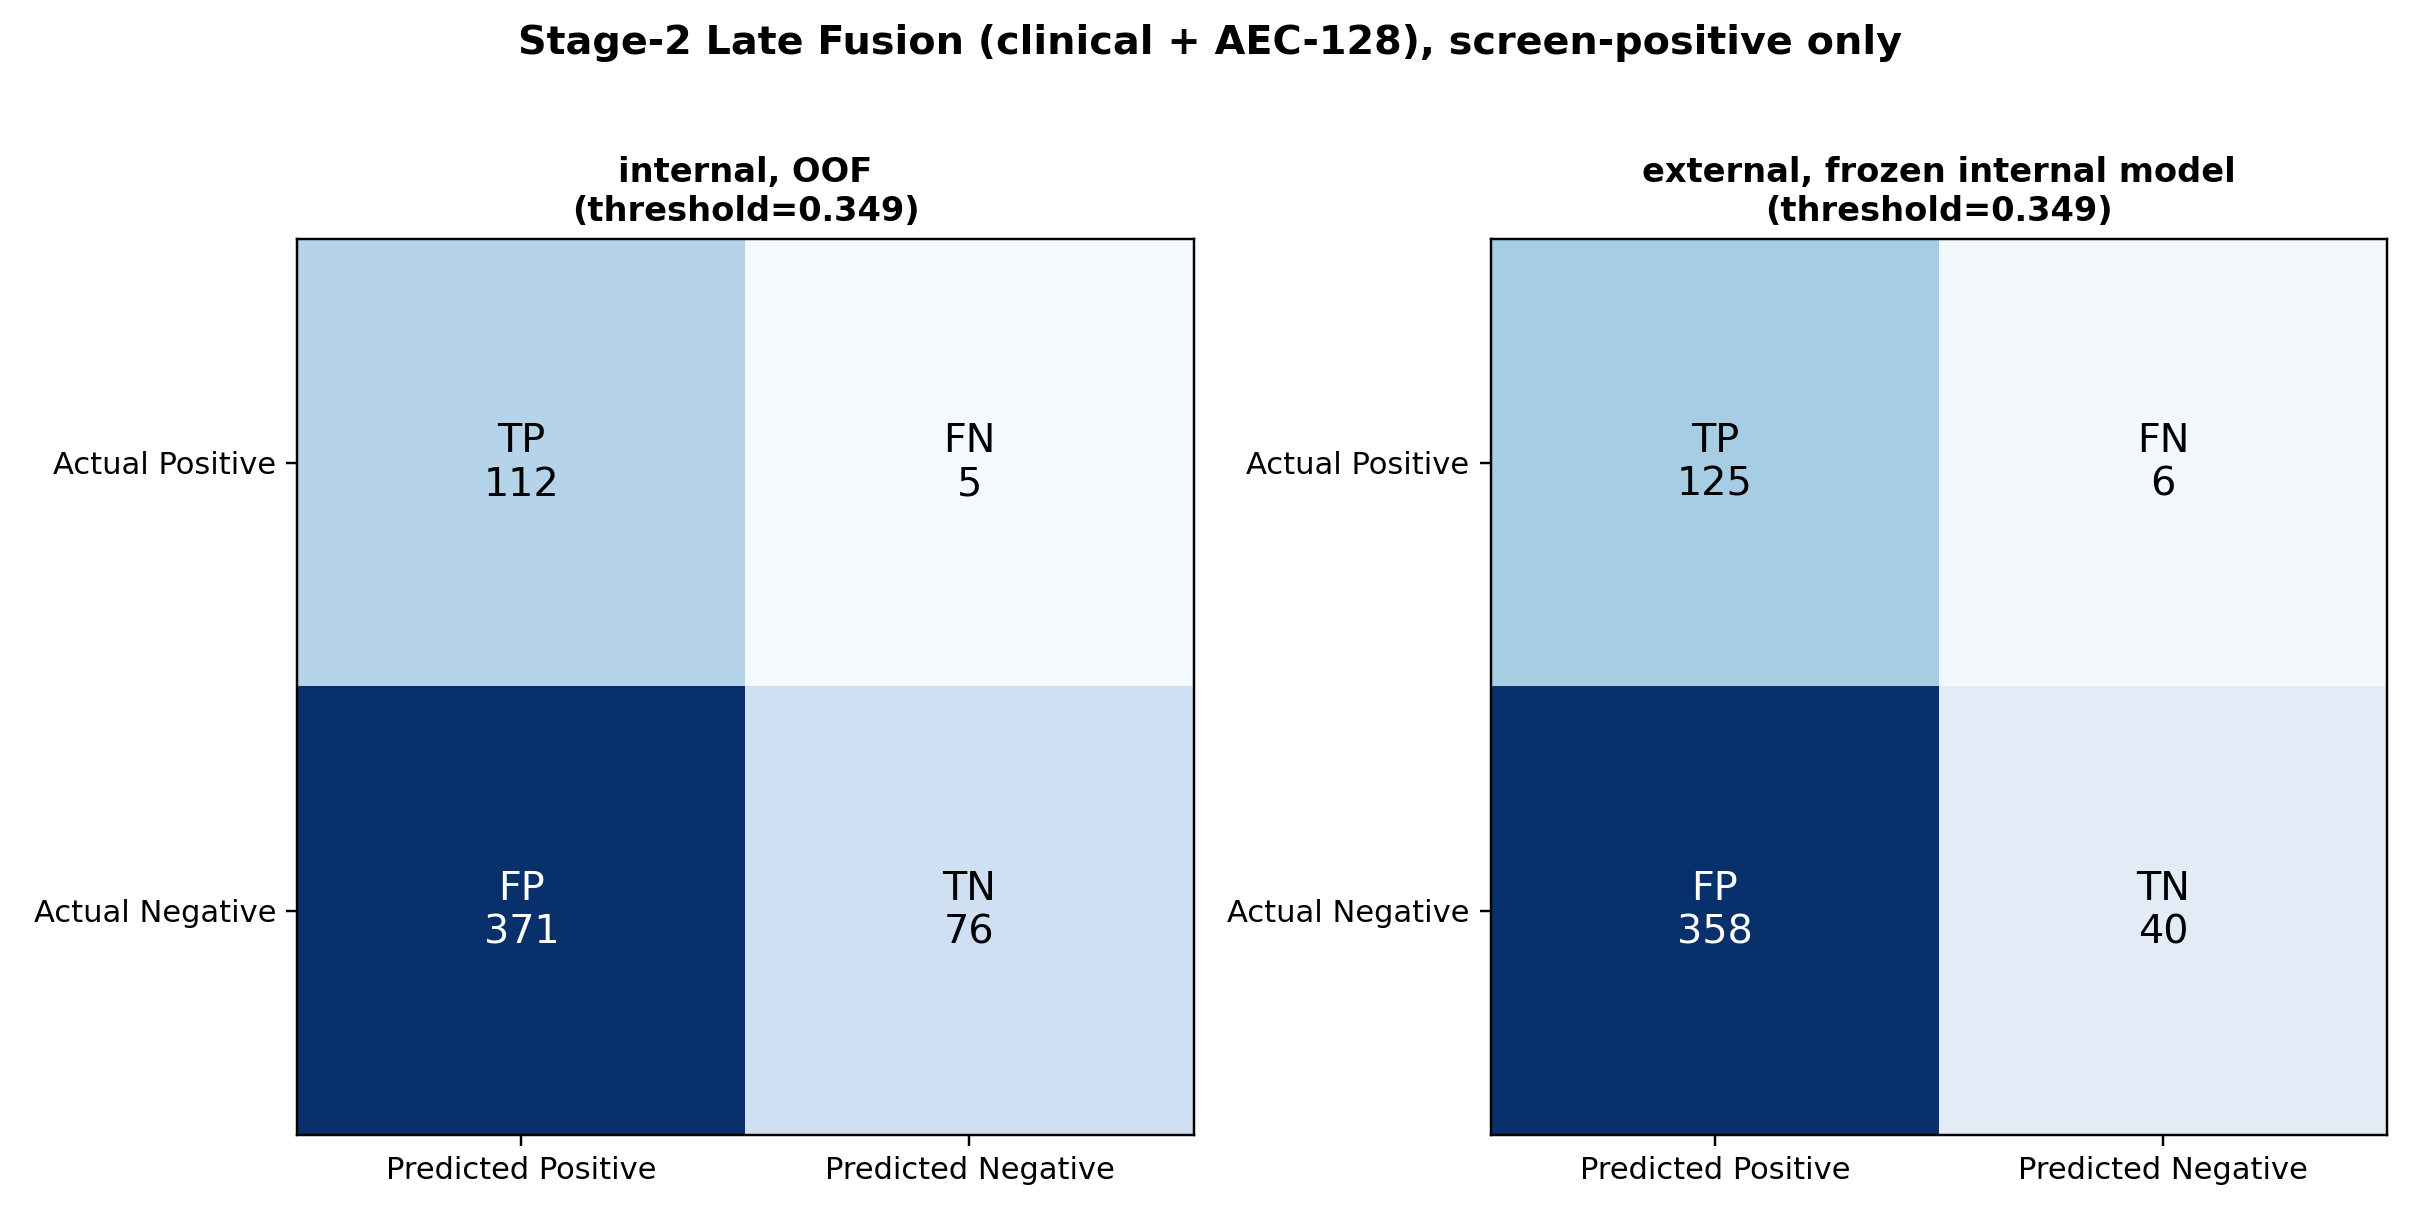 Stage-2 Late Fusion (clinical + AEC-128), screen-positive only
internal, OOF
(threshold=0.349)
Actual Positive
Actual Negative
TP
112
FN
5
FP
371
TN
76
Predicted Positive
Predicted Negative
external, frozen internal model
(threshold=0.349)
Actual Positive
Actual Negative
TP
125
FN
6
FP
358
TN
40
Predicted Positive
Predicted Negative